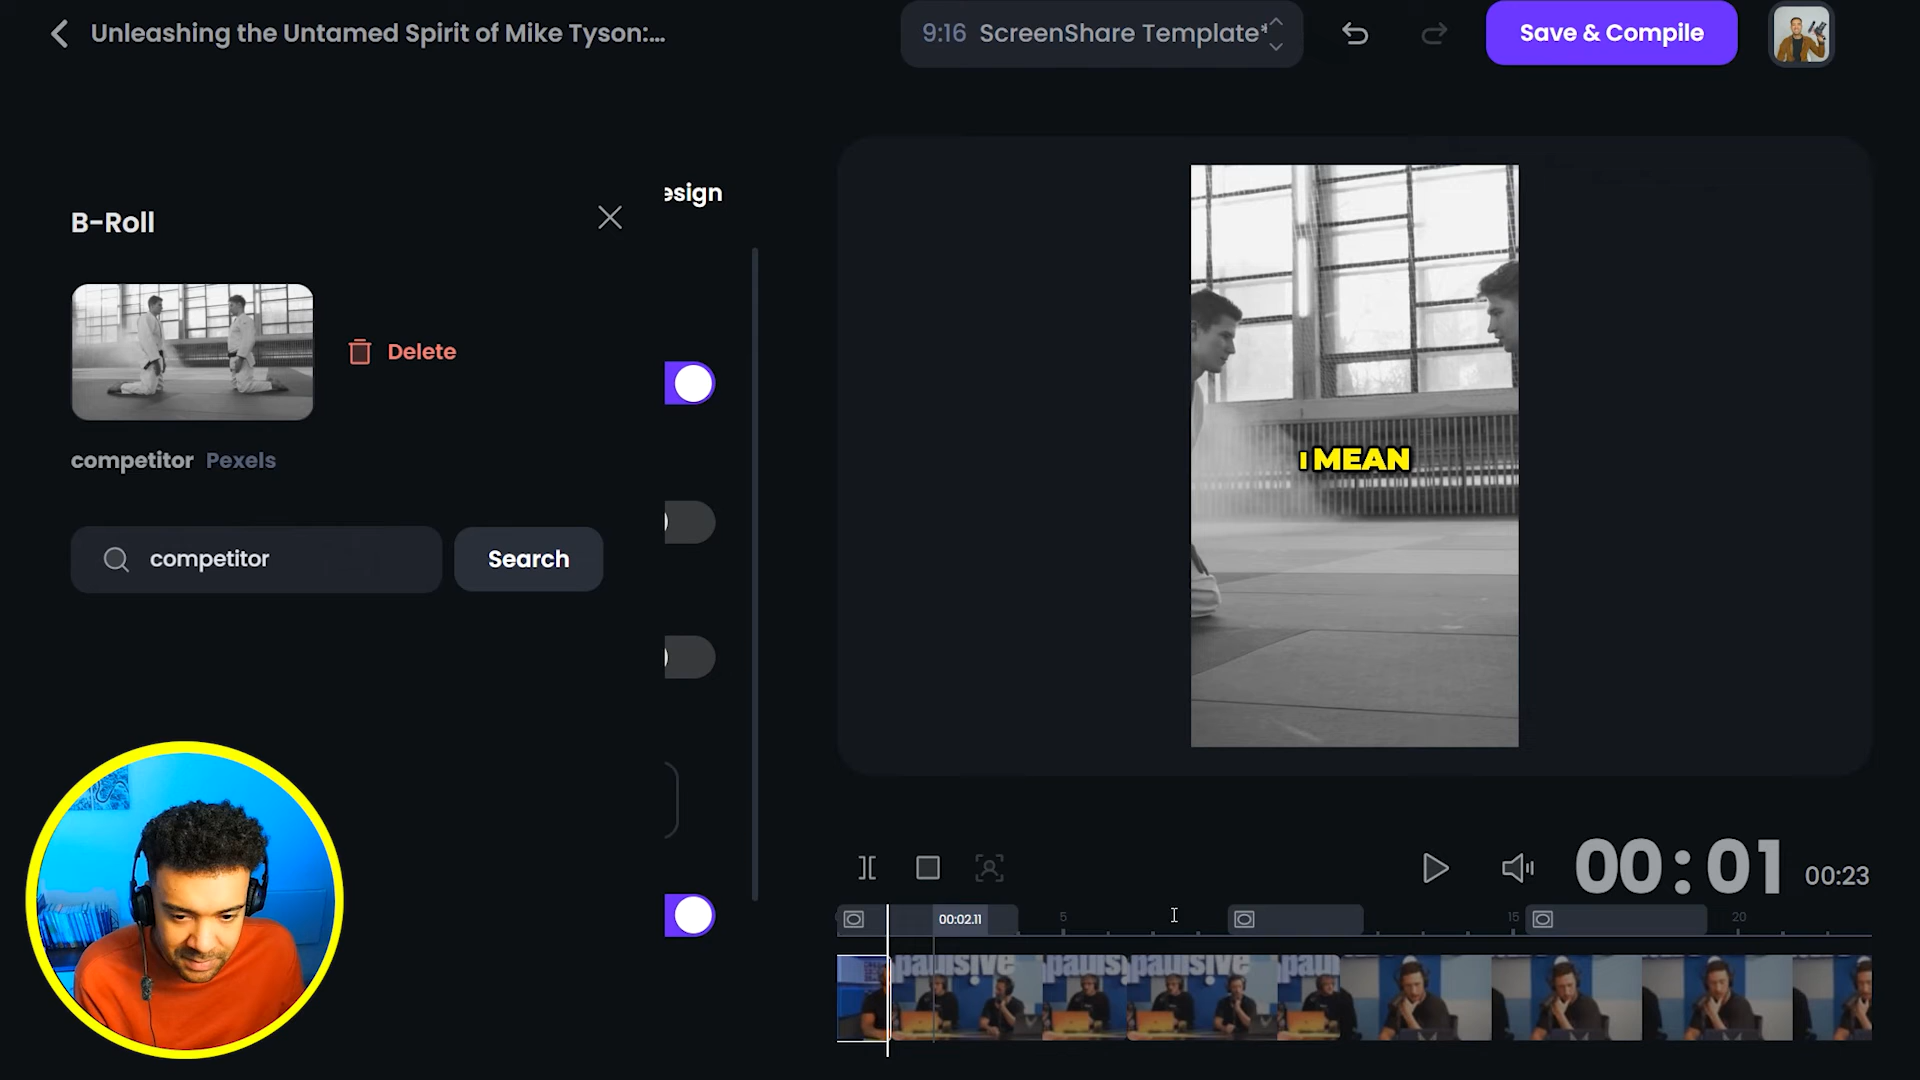 Unleashing the Untamed Spirit of Mike Tyson:...
9:16 ScreenShare Template*
Save & Compile
esign
B-Roll
Delete
competitor Pexels
competitor
Search
I MEAN
00:01 00:23
00:02.11
5
15
20
pulsive